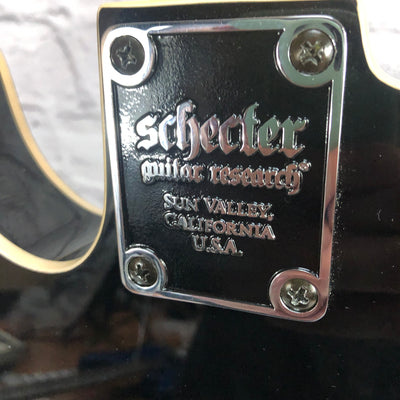 schecter
guitar research
SUN VALLEY,
CALIFORNIA
U.S.A.